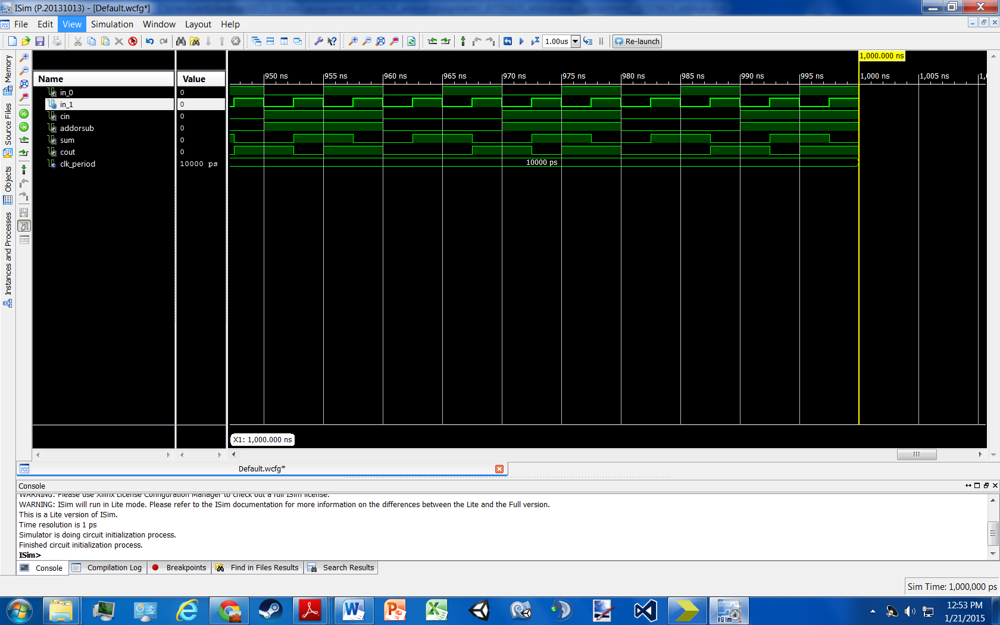 ISim (P.20131013) - [Default.wcfg*]
File Edit View Simulation Window Layout Help
1.00us Re-launch
1,000.000 ns
Name Value
950 ns 955 ns 960 ns 965 ns 970 ns 975 ns 980 ns 985 ns 990 ns 995 ns 1,000 ns 1,005 ns
in_0 0
in_1 0
cin 0
addorsub 0
sum 0
cout 0
clk_period 10000 ps 10000 ps
Memory
Source Files
Objects
Instances and Processes
X1: 1,000.000 ns
Default.wcfg*
Console
WARNING: Please use Xilinx License Configuration Manager to check out a full ISim license.
WARNING: ISim will run in Lite mode. Please refer to the ISim documentation for more information on the differences between the Lite and the Full version.
This is a Lite version of ISim.
Time resolution is 1 ps
Simulator is doing circuit initialization process.
Finished circuit initialization process.
ISim>
Console Compilation Log Breakpoints Find in Files Results Search Results
Sim Time: 1,000,000 ps
12:53 PM
1/21/2015